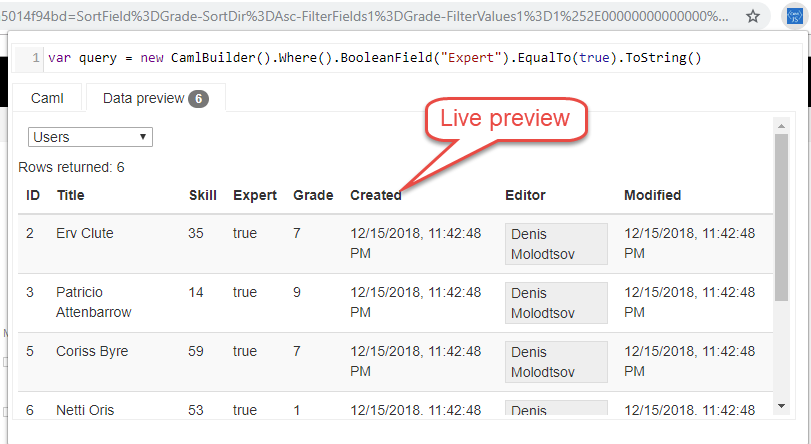 5014f94bd=SortField%3DGrade-SortDir%3DAsc-FilterFields1%3DGrade-FilterValues1%3D1%252E00000000000000%...
1 var query = new CamlBuilder().Where().BooleanField("Expert").EqualTo(true).ToString()
Caml Data preview 6
Live preview
Users
Rows returned: 6
ID Title Skill Expert Grade Created Editor Modified
2 Erv Clute 35 true 7 12/15/2018, 11:42:48 Denis 12/15/2018, 11:42:48
PM Molodtsov PM
3 Patricio 14 true 9 12/15/2018, 11:42:48 Denis 12/15/2018, 11:42:48
Attenbarrow PM Molodtsov PM
5 Coriss Byre 59 true 7 12/15/2018, 11:42:48 Denis 12/15/2018, 11:42:48
PM Molodtsov PM
6 Netti Oris 53 true 1 12/15/2018, 11:42:48 Denis 12/15/2018, 11:42:48